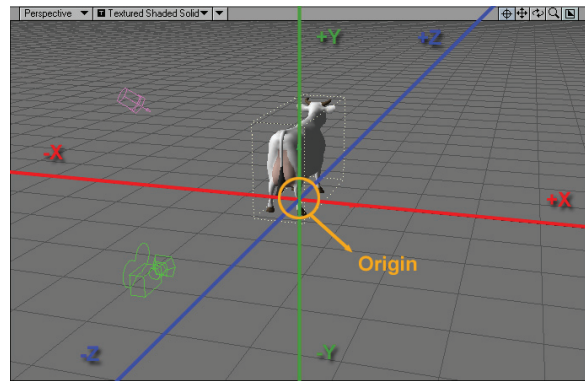 Perspective
T Textured Shaded Solid
+Y
+Z
-X
+X
Origin
-Z
-Y